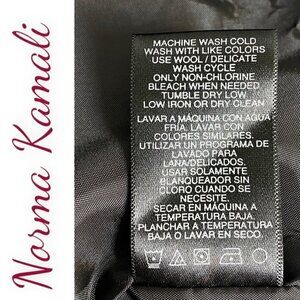 Norma Kamali
MACHINE WASH COLD
WASH WITH LIKE COLORS
USE WOOL / DELICATE
WASH CYCLE
ONLY NON-CHLORINE
BLEACH WHEN NEEDED
TUMBLE DRY LOW
LOW IRON OR DRY CLEAN
LAVAR A MÁQUINA CON AGUA
FRÍA, LAVAR CON
COLORES SIMILARES.
UTILIZAR UN PROGRAMA DE
LAVADO PARA
LANA/DELICADOS.
USAR SOLAMENTE
BLANQUEADOR SIN
CLORO CUANDO SE
NECESITE.
SECAR EN MÁQUINA A
TEMPERATURA BAJA.
PLANCHAR A TEMPERATURA
BAJA O LAVAR EN SECO.